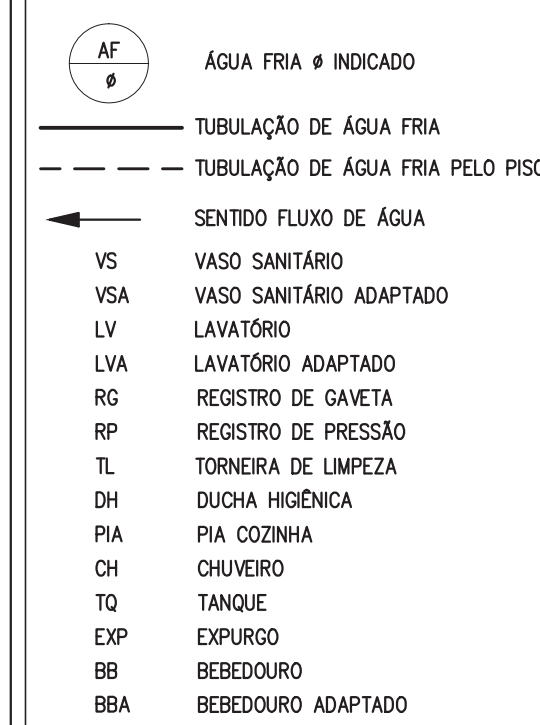 AF
ø
ÁGUA FRIA ø INDICADO
TUBULAÇÃO DE ÁGUA FRIA
TUBULAÇÃO DE ÁGUA FRIA PELO PISO
SENTIDO FLUXO DE ÁGUA
VS VASO SANITÁRIO
VSA VASO SANITÁRIO ADAPTADO
LV LAVATÓRIO
LVA LAVATÓRIO ADAPTADO
RG REGISTRO DE GAVETA
RP REGISTRO DE PRESSÃO
TL TORNEIRA DE LIMPEZA
DH DUCHA HIGIÊNICA
PIA PIA COZINHA
CH CHUVEIRO
TQ TANQUE
EXP EXPURGO
BB BEBEDOURO
BBA BEBEDOURO ADAPTADO